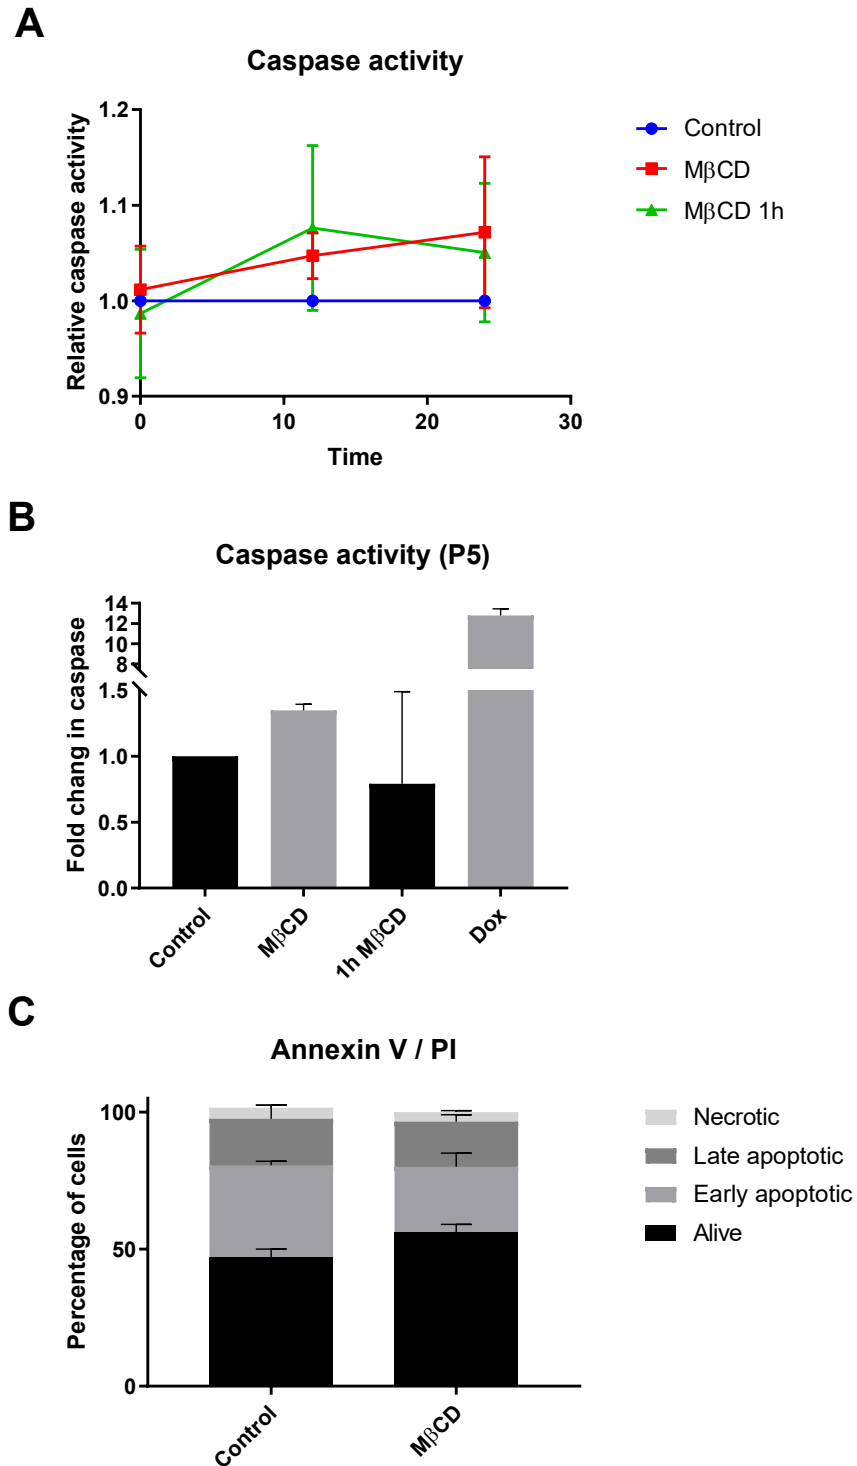 A
Caspase activity
1.2
1.1
1.0
0.9
Relative caspase activity
0
10
20
30
Time
Control
MβCD
MβCD 1h
B
Caspase activity (P5)
14
12
10
8
1.5
1.0
0.5
0.0
Fold chang in caspase
Control
MβCD
1h MβCD
Dox
C
Annexin V / PI
100
50
0
Percentage of cells
Control
MβCD
Necrotic
Late apoptotic
Early apoptotic
Alive